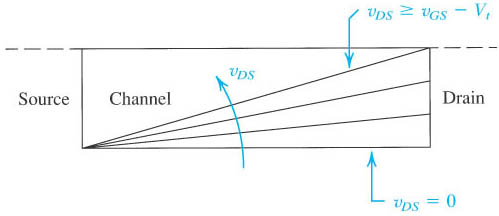 v_DS ≥ v_GS − V_t
v_DS
Source
Channel
Drain
v_DS = 0